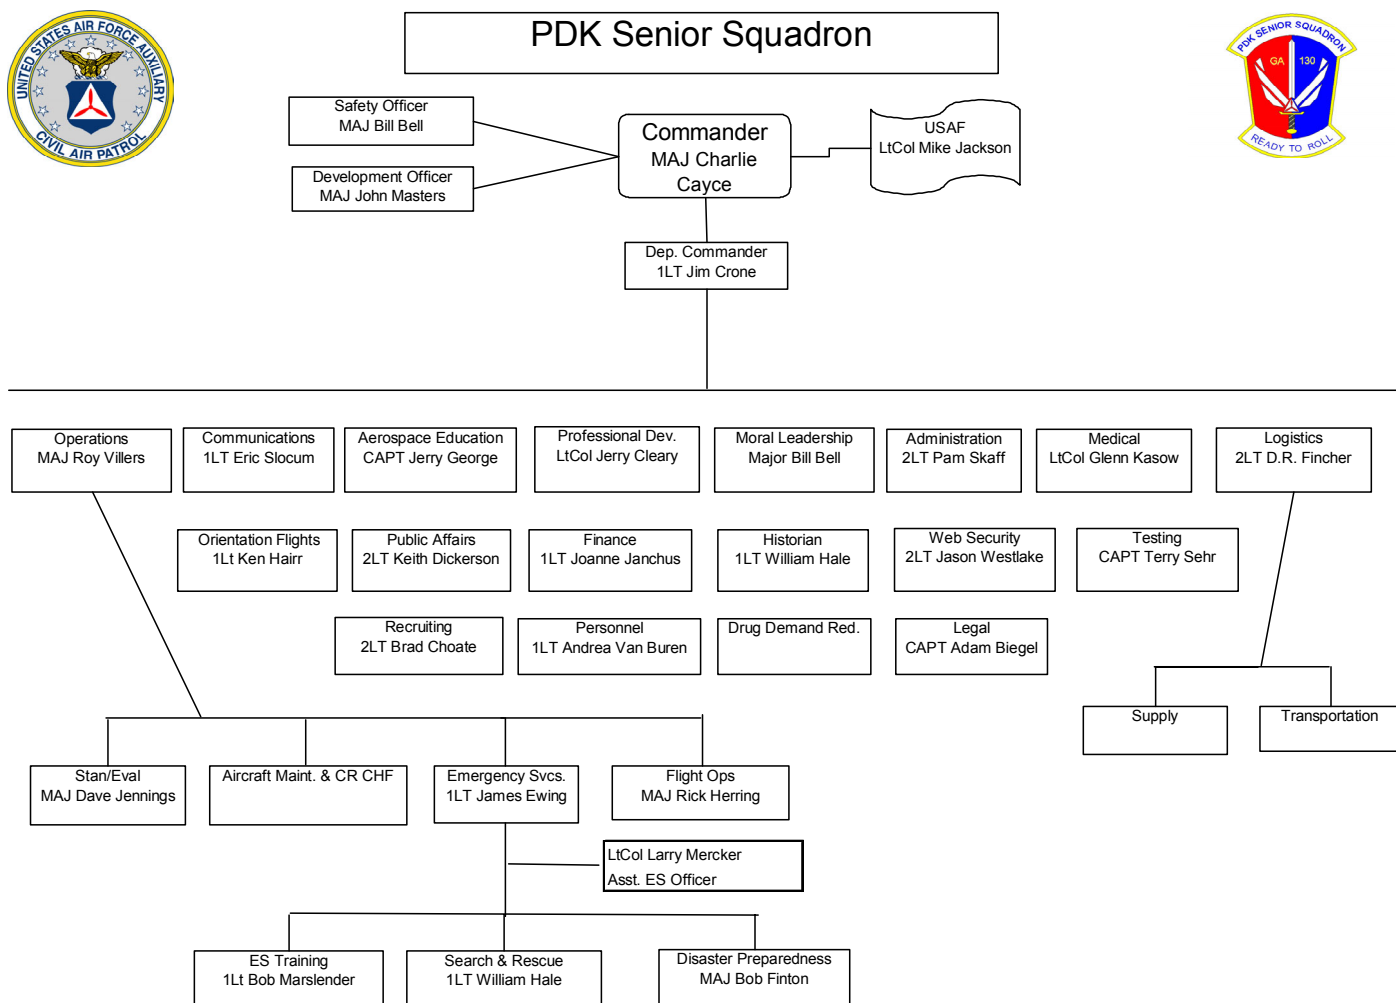 PDK Senior Squadron
UNITED STATES AIR FORCE AUXILIARY
CIVIL AIR PATROL
PDK SENIOR SQUADRON
GA 130
READY TO ROLL
Safety Officer
MAJ Bill Bell
Development Officer
MAJ John Masters
Commander
MAJ Charlie
Cayce
USAF
LtCol Mike Jackson
Dep. Commander
1LT Jim Crone
Operations
MAJ Roy Villers
Communications
1LT Eric Slocum
Aerospace Education
CAPT Jerry George
Professional Dev.
LtCol Jerry Cleary
Moral Leadership
Major Bill Bell
Administration
2LT Pam Skaff
Medical
LtCol Glenn Kasow
Logistics
2LT D.R. Fincher
Orientation Flights
1Lt Ken Hairr
Public Affairs
2LT Keith Dickerson
Finance
1LT Joanne Janchus
Historian
1LT William Hale
Web Security
2LT Jason Westlake
Testing
CAPT Terry Sehr
Recruiting
2LT Brad Choate
Personnel
1LT Andrea Van Buren
Drug Demand Red.
Legal
CAPT Adam Biegel
Supply
Transportation
Stan/Eval
MAJ Dave Jennings
Aircraft Maint. & CR CHF
Emergency Svcs.
1LT James Ewing
Flight Ops
MAJ Rick Herring
LtCol Larry Mercker
Asst. ES Officer
ES Training
1Lt Bob Marslender
Search & Rescue
1LT William Hale
Disaster Preparedness
MAJ Bob Finton